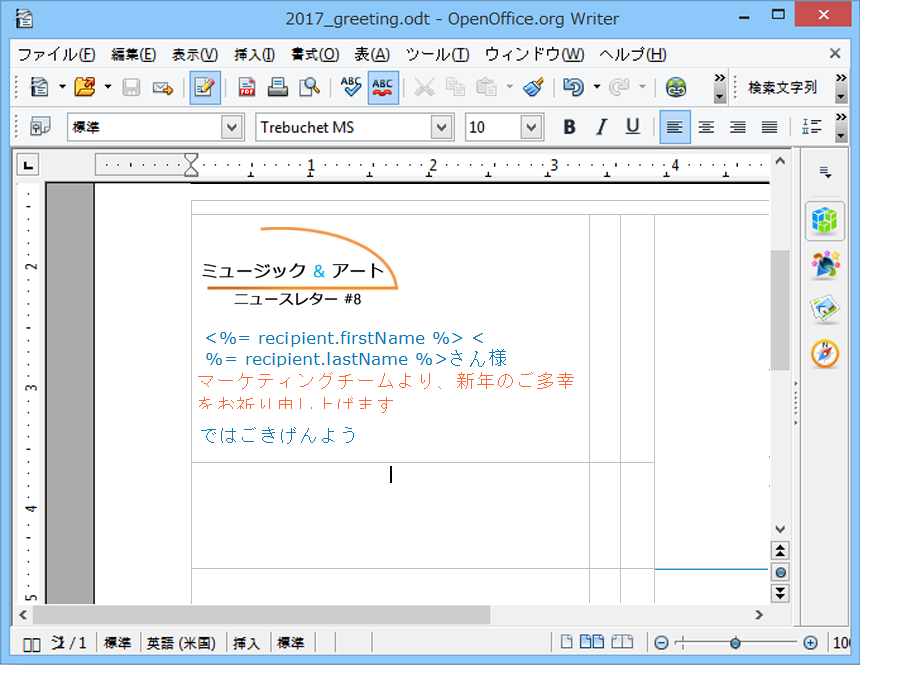 2017_greeting.odt - OpenOffice.org Writer
ファイル(F) 編集(E) 表示(V) 挿入(I) 書式(O) 表(A) ツール(T) ウィンドウ(W) ヘルプ(H)
ABC ABC 検索文字列
標準 Trebuchet MS 10 B I U
1 2 3 4
ミュージック & アート
ニュースレター #8
<%= recipient.firstName %> <
%= recipient.lastName %>さん様
マーケティングチームより、新年のご多幸
をお祈り申し上げます
ではごきげんよう
2
3
4
5
/ 1 標準 英語 (米国) 挿入 標準 100